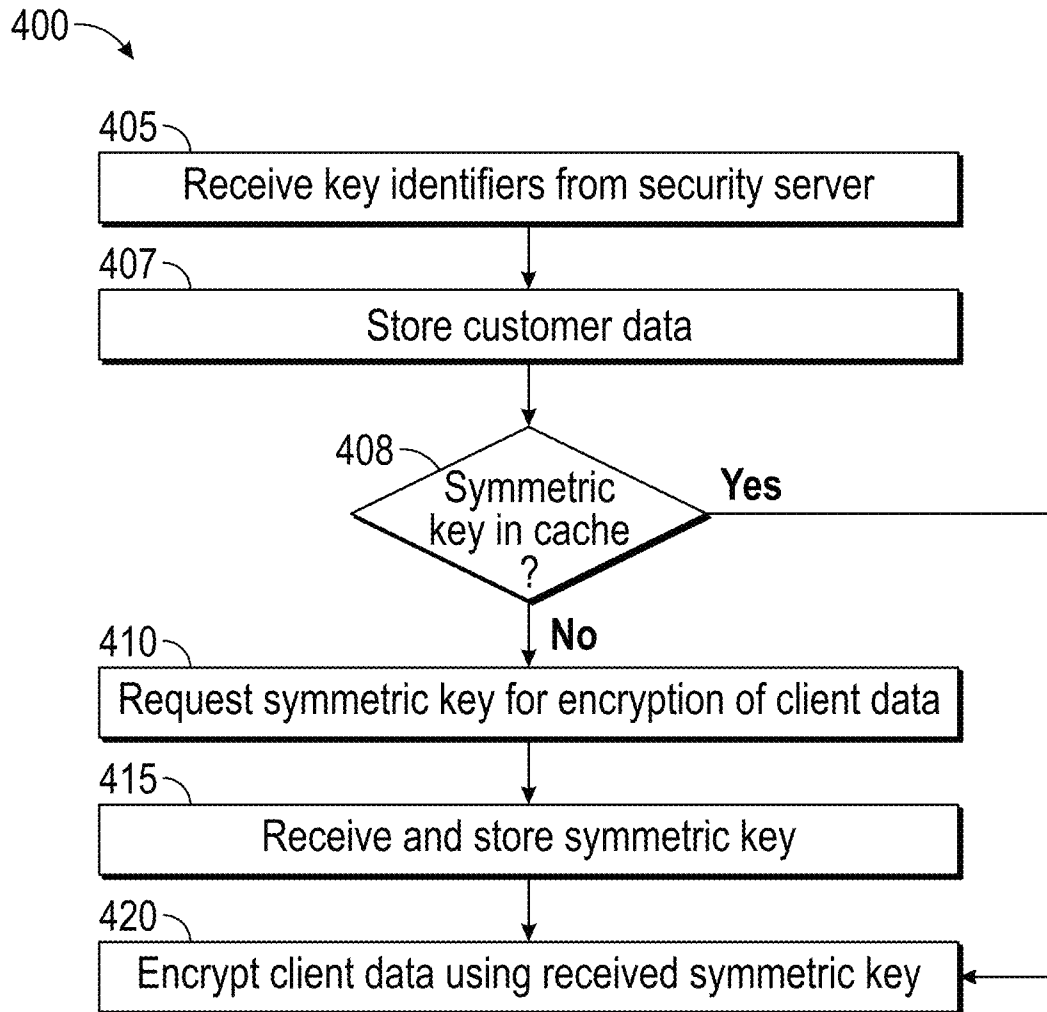 400
405
Receive key identifiers from security server
407
Store customer data
408
Symmetric
key in cache
?
Yes
No
410
Request symmetric key for encryption of client data
415
Receive and store symmetric key
420
Encrypt client data using received symmetric key